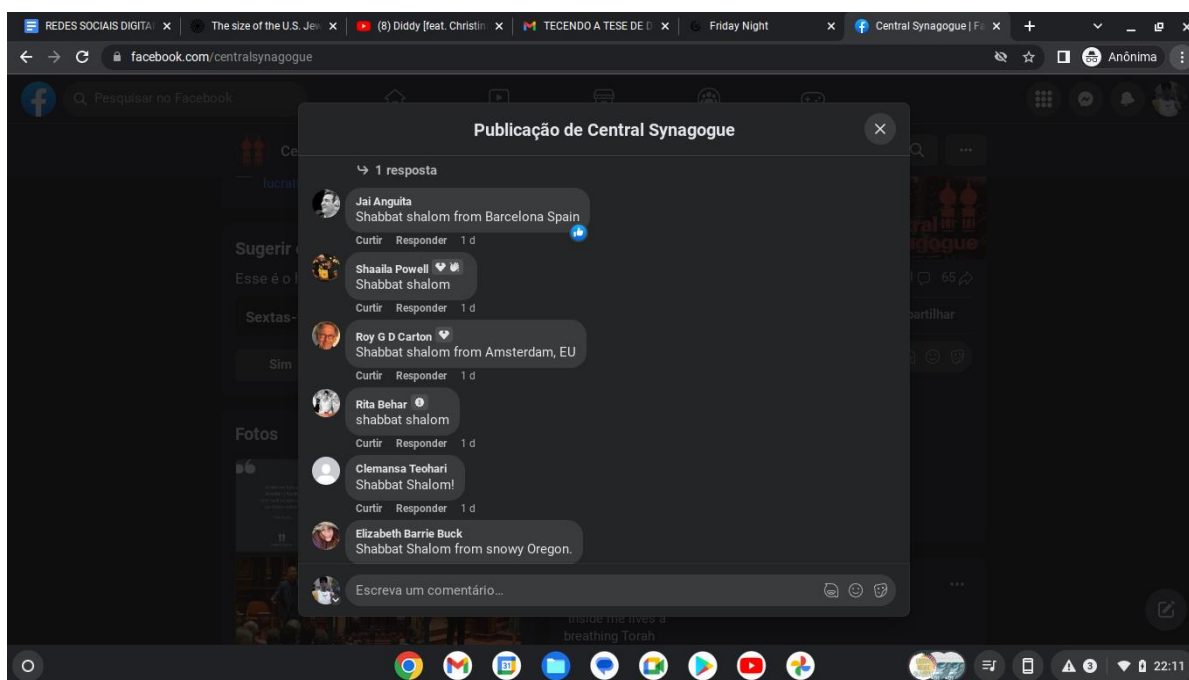 REDES SOCIAIS DIGITA
The size of the U.S. Jew
(8) Diddy [feat. Christin
TECENDO A TESE DE D
Friday Night
Central Synagogue | Fa
facebook.com/centralsynagogue
Anônima
Pesquisar no Facebook
Publicação de Central Synagogue
Ce
lucrat
1 resposta
Jai Anguita
Shabbat shalom from Barcelona Spain
Curtir Responder 1 d
Sugerir
Shaaila Powell
Esse é o
Shabbat shalom
65
Curtir Responder 1 d
Sextas-
partilhar
Roy G D Carton
Shabbat shalom from Amsterdam, EU
Sim
Curtir Responder 1 d
Rita Behar
shabbat shalom
Fotos
Curtir Responder 1 d
Clemansa Teohari
Shabbat Shalom!
Curtir Responder 1 d
Elizabeth Barrie Buck
Shabbat Shalom from snowy Oregon.
Escreva um comentário...
inside me lives a
breathing Torah
31
3
22:11